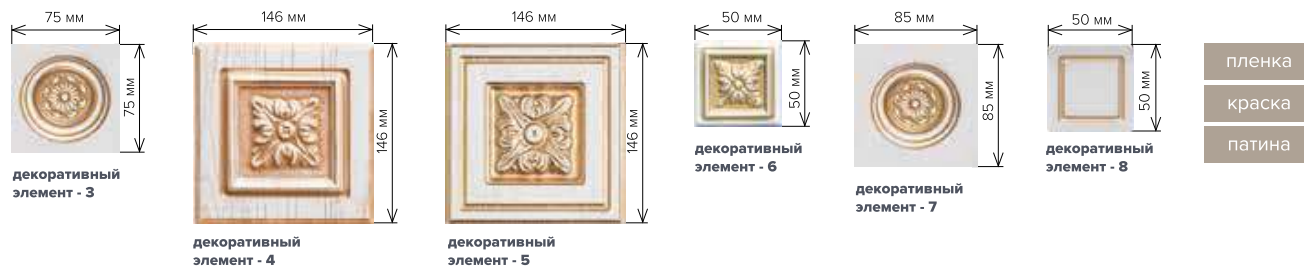 75 мм
75 мм
декоративный
элемент - 3
146 мм
146 мм
декоративный
элемент - 4
146 мм
146 мм
декоративный
элемент - 5
50 мм
50 мм
декоративный
элемент - 6
85 мм
85 мм
декоративный
элемент - 7
50 мм
50 мм
декоративный
элемент - 8
пленка
краска
патина